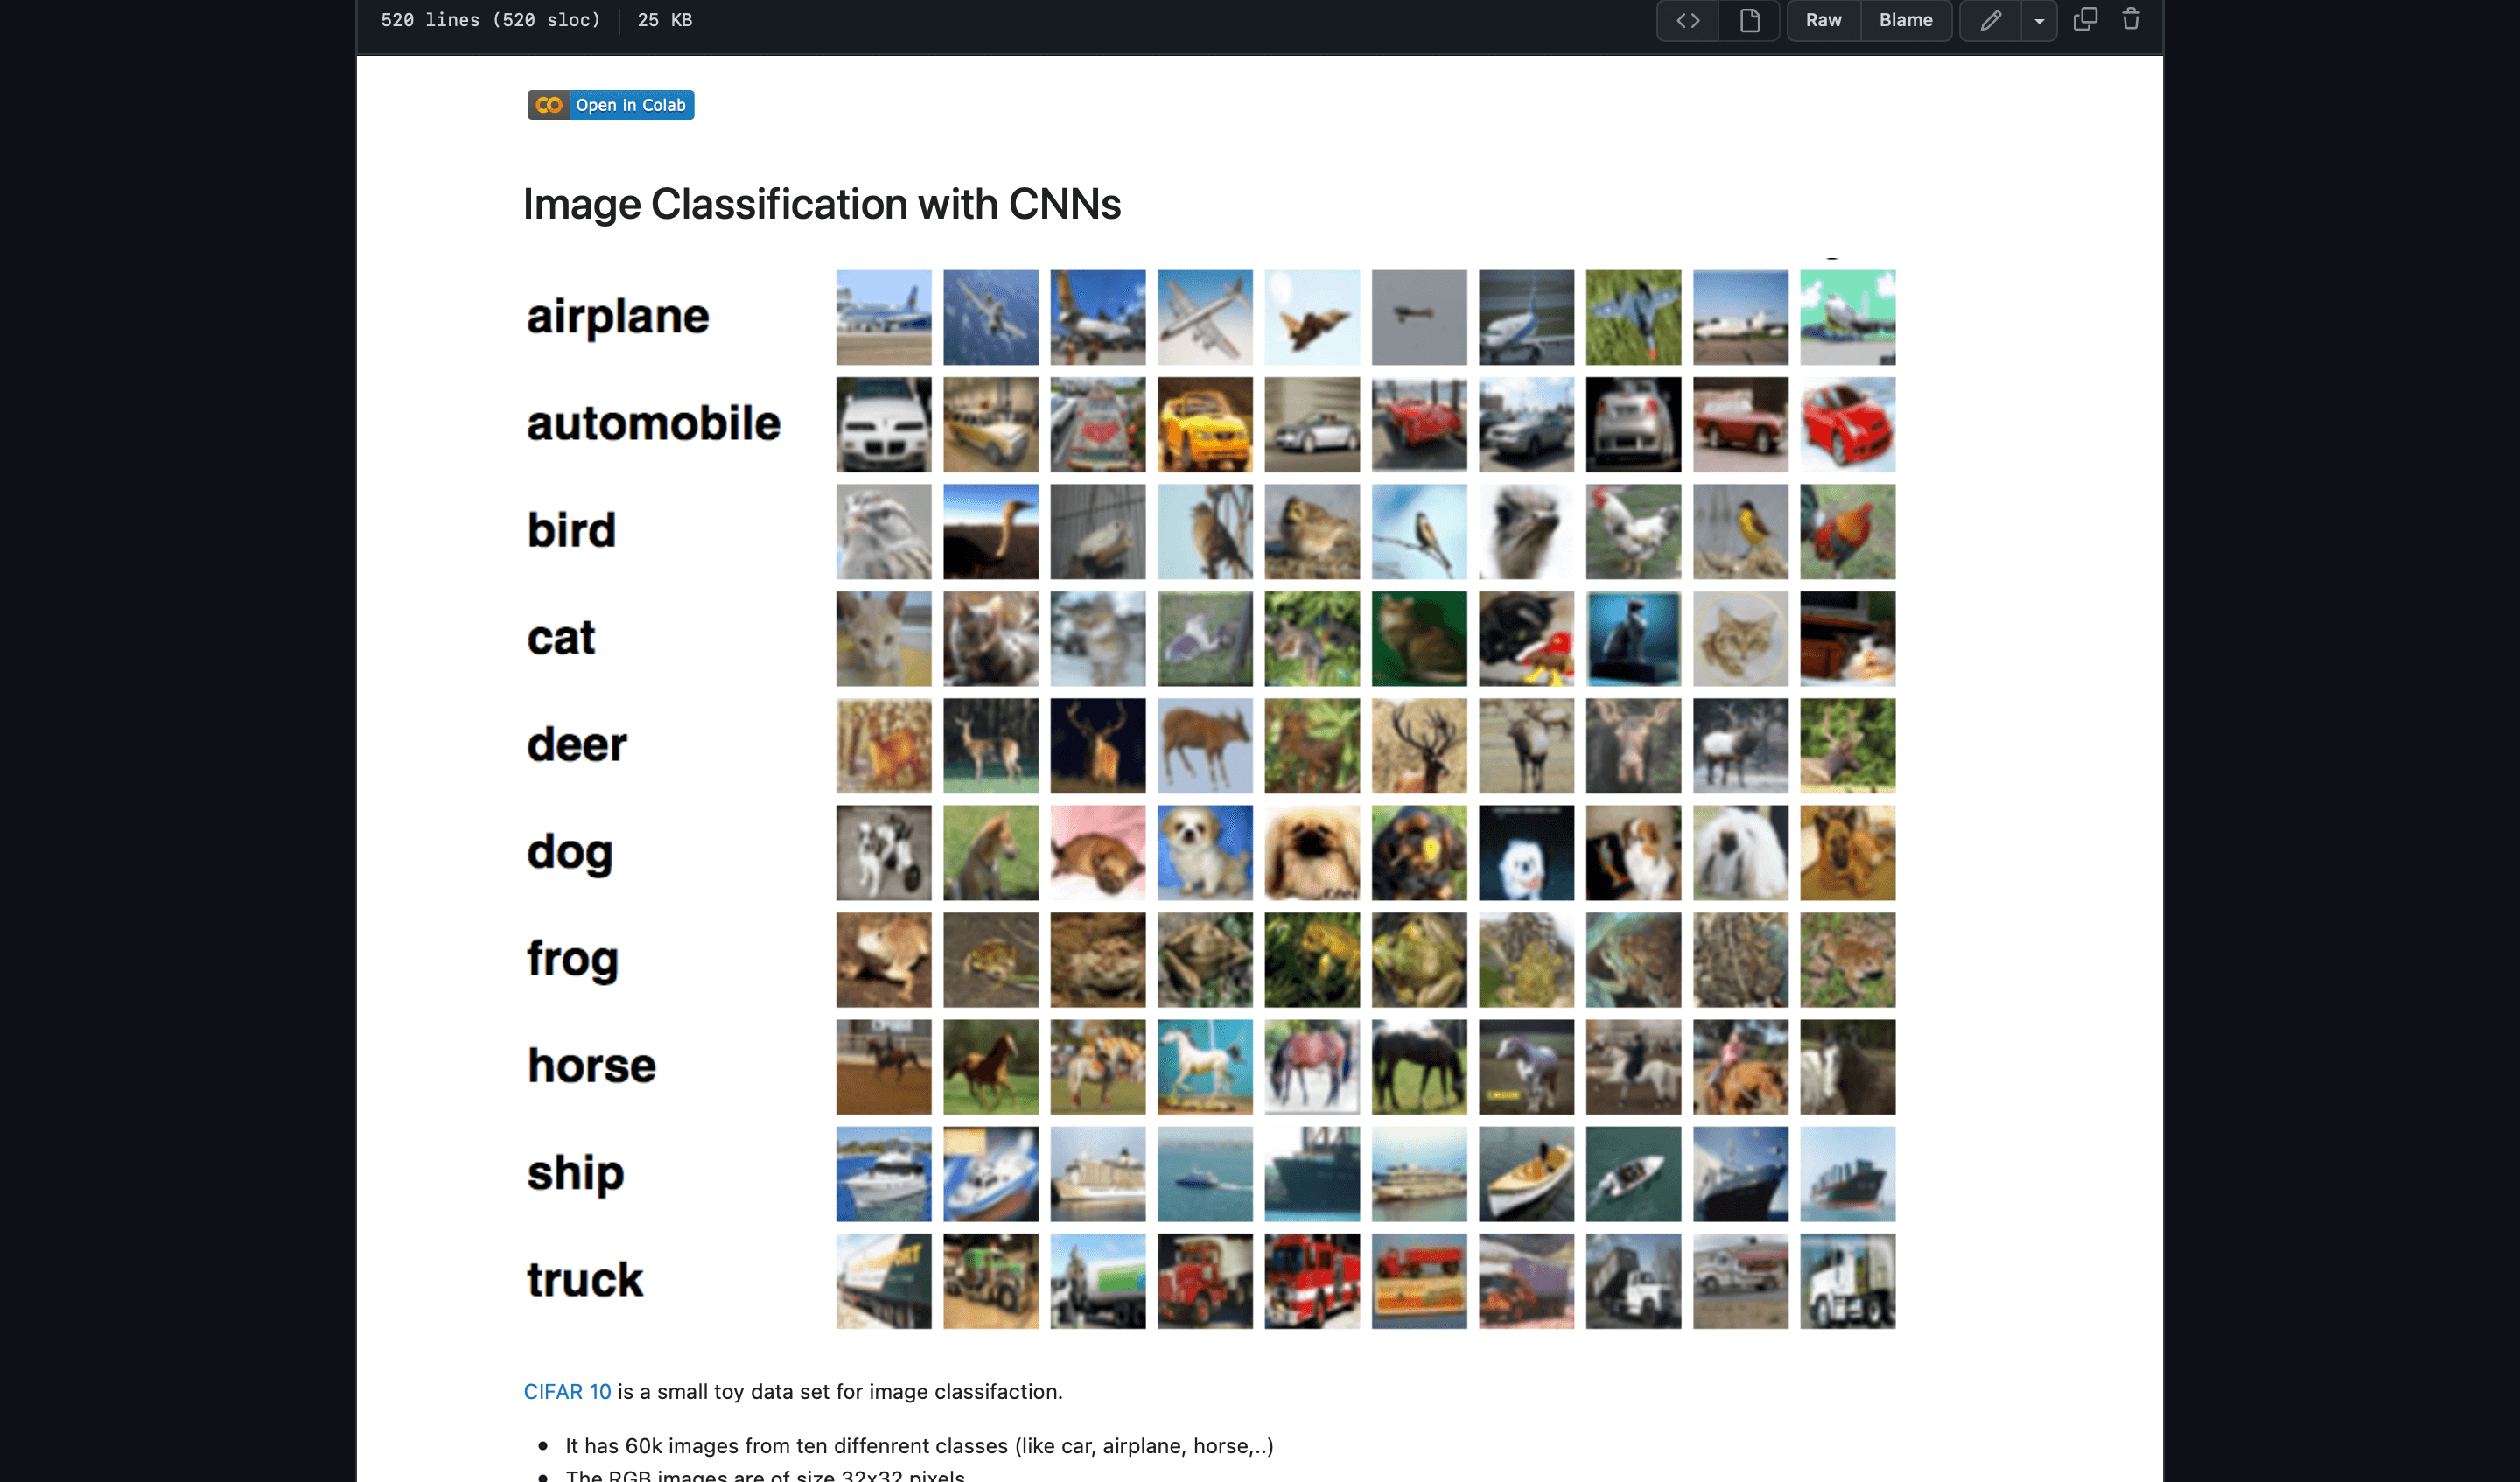 520 lines (520 sloc) 25 KB Raw Blame
Open in Colab
Image Classification with CNNs
airplane
automobile
bird
cat
deer
dog
frog
horse
ship
truck
CIFAR 10 is a small toy data set for image classifaction.
It has 60k images from ten diffenrent classes (like car, airplane, horse,..)
The RGB images are of size 32x32 pixels